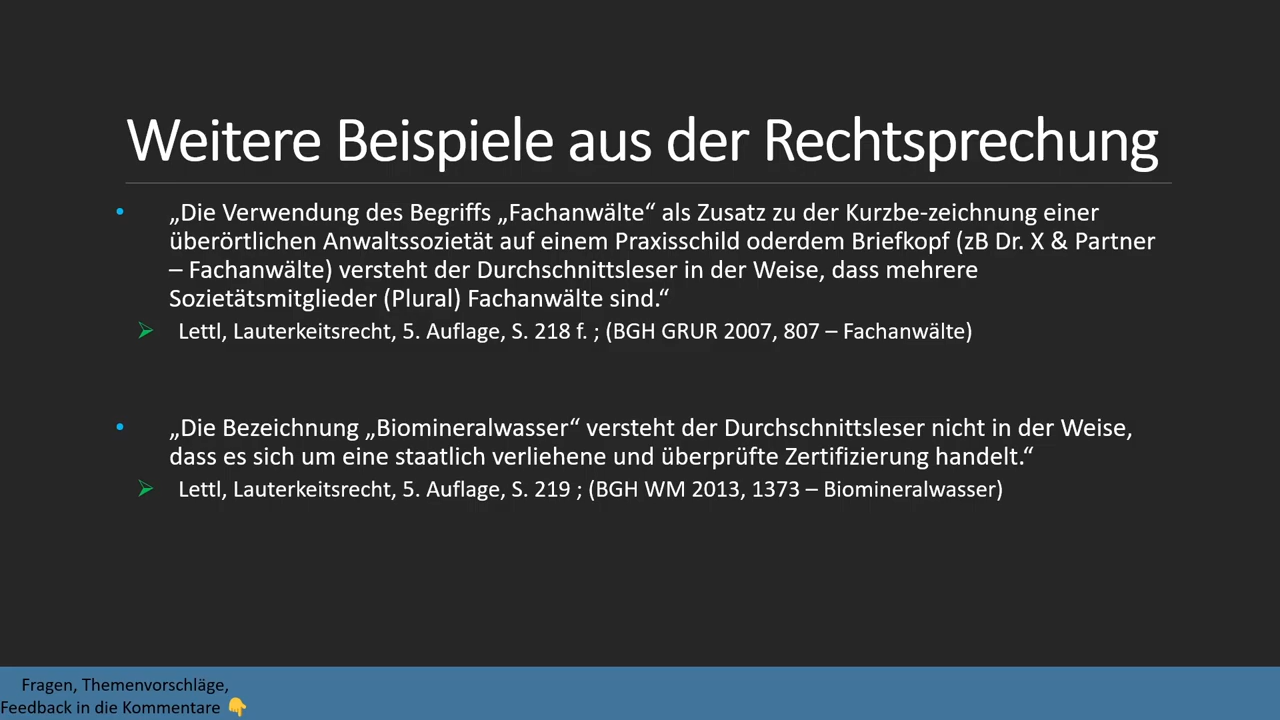 Weitere Beispiele aus der Rechtsprechung
• „Die Verwendung des Begriffs „Fachanwälte“ als Zusatz zu der Kurzbe-zeichnung einer
überörtlichen Anwaltssozietät auf einem Praxisschild oderdem Briefkopf (zB Dr. X & Partner
– Fachanwälte) versteht der Durchschnittsleser in der Weise, dass mehrere
Sozietätsmitglieder (Plural) Fachanwälte sind.“
➢ Lettl, Lauterkeitsrecht, 5. Auflage, S. 218 f. ; (BGH GRUR 2007, 807 – Fachanwälte)
• „Die Bezeichnung „Biomineralwasser“ versteht der Durchschnittsleser nicht in der Weise,
dass es sich um eine staatlich verliehene und überprüfte Zertifizierung handelt.“
➢ Lettl, Lauterkeitsrecht, 5. Auflage, S. 219 ; (BGH WM 2013, 1373 – Biomineralwasser)
Fragen, Themenvorschläge,
Feedback in die Kommentare 👇